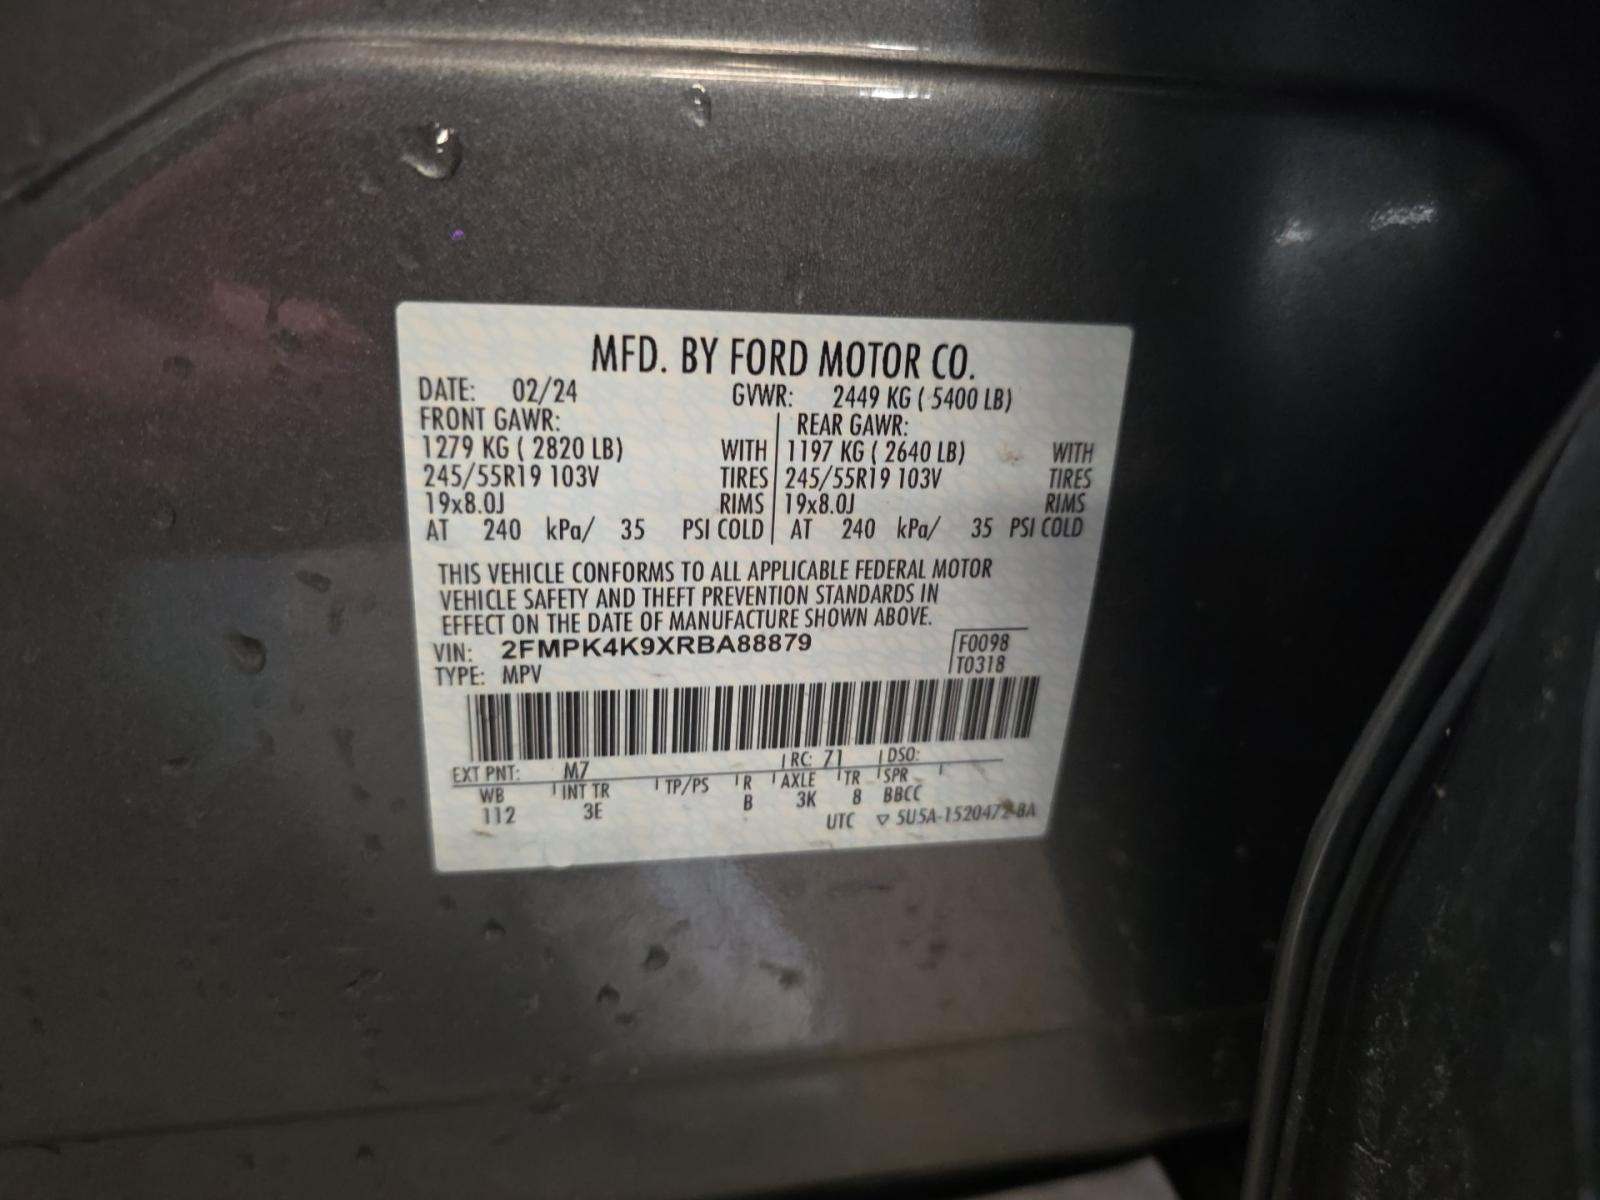 MFD. BY FORD MOTOR CO.
DATE: 02/24 GVWR: 2449 KG ( 5400 LB)
FRONT GAWR: REAR GAWR:
1279 KG ( 2820 LB) WITH 1197 KG ( 2640 LB) WITH
245/55R19 103V TIRES 245/55R19 103V TIRES
19x8.0J RIMS 19x8.0J RIMS
AT 240 kPa/ 35 PSI COLD AT 240 kPa/ 35 PSI COLD
THIS VEHICLE CONFORMS TO ALL APPLICABLE FEDERAL MOTOR
VEHICLE SAFETY AND THEFT PREVENTION STANDARDS IN
EFFECT ON THE DATE OF MANUFACTURE SHOWN ABOVE.
VIN: 2FMPK4K9XRBA88879 F0098
TYPE: MPV T0318
EXT PNT: M7 RC: 71 DSO:
WB INT TR TP/PS R AXLE TR SPR
112 3E B 3K 8 BBCC
UTC ▽ 5U5A-1520472-BA